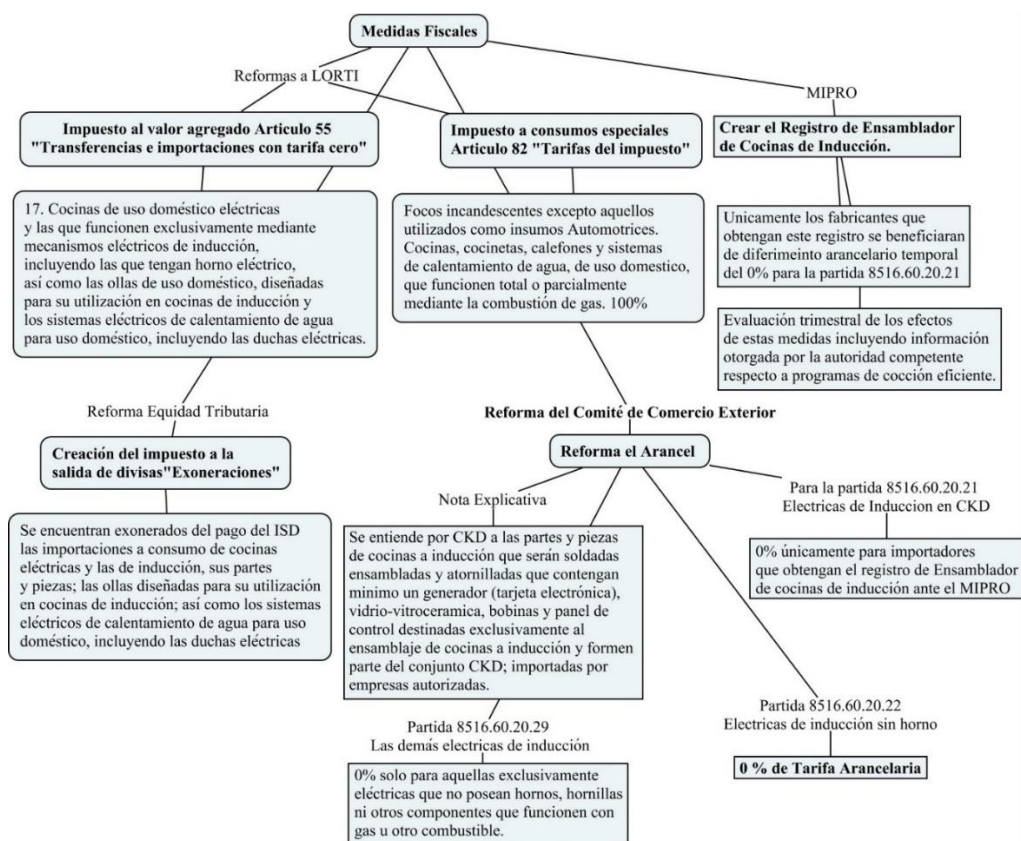 Medidas Fiscales
Reformas a LORTI
MIPRO
Impuesto al valor agregado Articulo 55
"Transferencias e importaciones con tarifa cero"
Impuesto a consumos especiales
Articulo 82 "Tarifas del impuesto"
Crear el Registro de Ensamblador
de Cocinas de Inducción.
17. Cocinas de uso doméstico eléctricas
y las que funcionen exclusivamente mediante
mecanismos eléctricos de inducción,
incluyendo las que tengan horno eléctrico,
así como las ollas de uso doméstico, diseñadas
para su utilización en cocinas de inducción y
los sistemas eléctricos de calentamiento de agua
para uso doméstico, incluyendo las duchas eléctricas.
Focos incandescentes excepto aquellos
utilizados como insumos Automotrices.
Cocinas, cocinetas, calefones y sistemas
de calentamiento de agua, de uso domestico,
que funcionen total o parcialmente
mediante la combustión de gas. 100%
Unicamente los fabricantes que
obtengan este registro se beneficiaran
de diferimeinto arancelario temporal
del 0% para la partida 8516.60.20.21
Evaluación trimestral de los efectos
de estas medidas incluyendo información
otorgada por la autoridad competente
respecto a programas de cocción eficiente.
Reforma Equidad Tributaria
Reforma del Comité de Comercio Exterior
Creación del impuesto a la
salida de divisas"Exoneraciones"
Reforma el Arancel
Nota Explicativa
Para la partida 8516.60.20.21
Electricas de Induccion en CKD
Se encuentran exonerados del pago del ISD
las importaciones a consumo de cocinas
eléctricas y las de inducción, sus partes
y piezas; las ollas diseñadas para su utilización
en cocinas de inducción; así como los sistemas
eléctricos de calentamiento de agua para uso
doméstico, incluyendo las duchas eléctricas
Se entiende por CKD a las partes y piezas
de cocinas a inducción que serán soldadas
ensambladas y atornilladas que contengan
minimo un generador (tarjeta electrónica),
vidrio-vitroceramica, bobinas y panel de
control destinadas exclusivamente al
ensamblaje de cocinas a inducción y formen
parte del conjunto CKD; importadas por
empresas autorizadas.
0% únicamente para importadores
que obtengan el registro de Ensamblador
de cocinas de inducción ante el MIPRO
Partida 8516.60.20.29
Las demás electricas de inducción
Partida 8516.60.20.22
Electricas de inducción sin horno
0% solo para aquellas exclusivamente
eléctricas que no posean hornos, hornillas
ni otros componentes que funcionen con
gas u otro combustible.
0 % de Tarifa Arancelaria